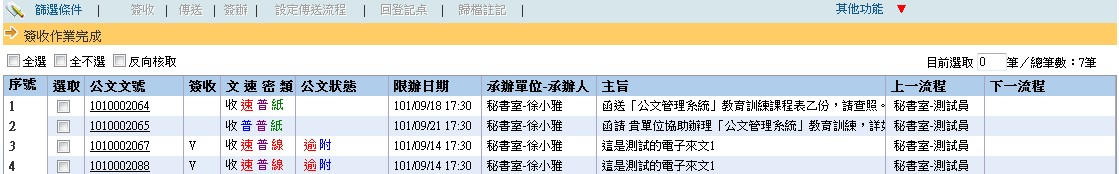 篩選條件 | 簽收 | 傳送 | 簽辦 | 設定傳送流程 | 回登記桌 | 歸檔註記 | 其他功能 ▼
簽收作業完成
全選 全不選 反向核取 目前選取 0 筆／總筆數：7筆
序號 選取 公文文號 簽收 文 速 密 類 公文狀態 限辦日期 承辦單位-承辦人 主旨 上一流程 下一流程
1 1010002064 收 速 普 紙 101/09/18 17:30 秘書室-徐小雅 函送「公文管理系統」教育訓練課程表乙份，請查照。 秘書室-測試員
2 1010002065 收 普 普 紙 101/09/21 17:30 秘書室-徐小雅 函請 貴單位協助辦理「公文管理系統」教育訓練，詳如 秘書室-測試員
3 1010002067 V 收 速 普 線 逾 附 101/09/14 17:30 秘書室-徐小雅 這是測試的電子來文1 秘書室-測試員
4 1010002088 V 收 速 普 線 逾 附 101/09/14 17:30 秘書室-徐小雅 這是測試的電子來文1 秘書室-測試員